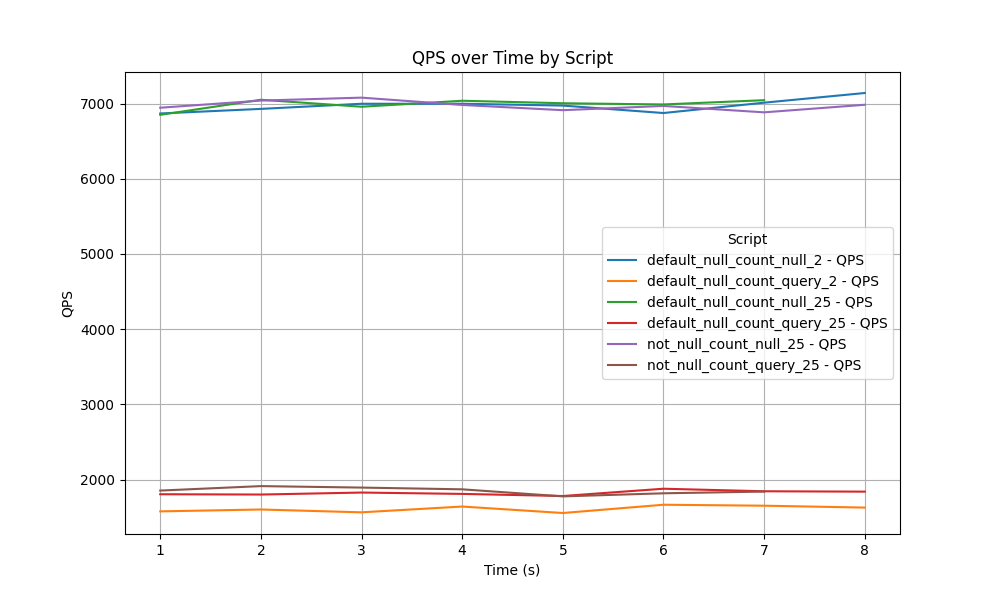 QPS over Time by Script
7000
6000
5000
4000
3000
2000
QPS
Script
default_null_count_null_2 - QPS
default_null_count_query_2 - QPS
default_null_count_null_25 - QPS
default_null_count_query_25 - QPS
not_null_count_null_25 - QPS
not_null_count_query_25 - QPS
1 2 3 4 5 6 7 8
Time (s)